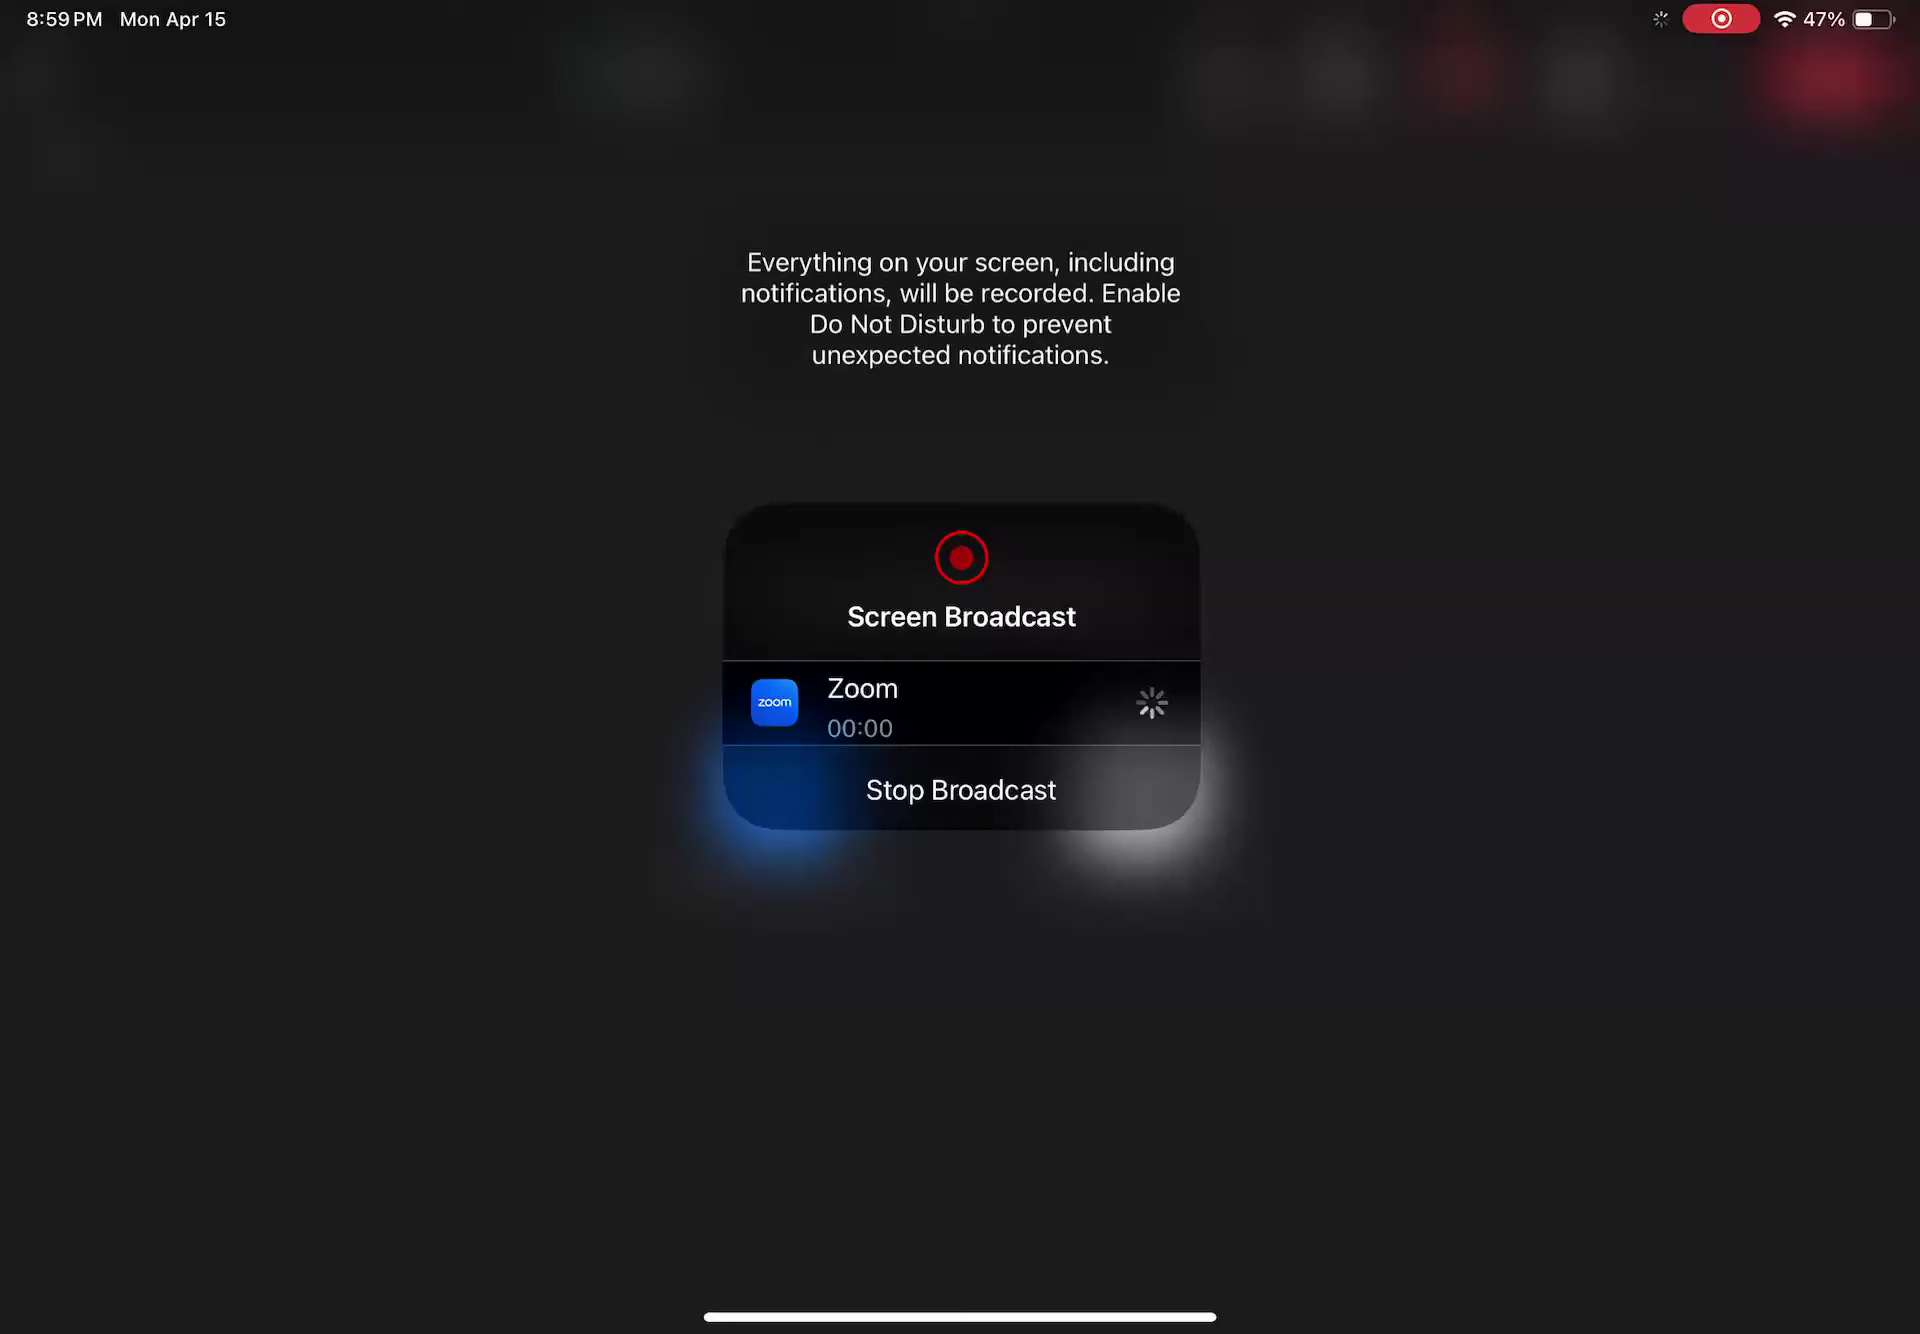 8:59 PM Mon Apr 15
47%
Everything on your screen, including
notifications, will be recorded. Enable
Do Not Disturb to prevent
unexpected notifications.
Screen Broadcast
zoom
Zoom
00:00
Stop Broadcast